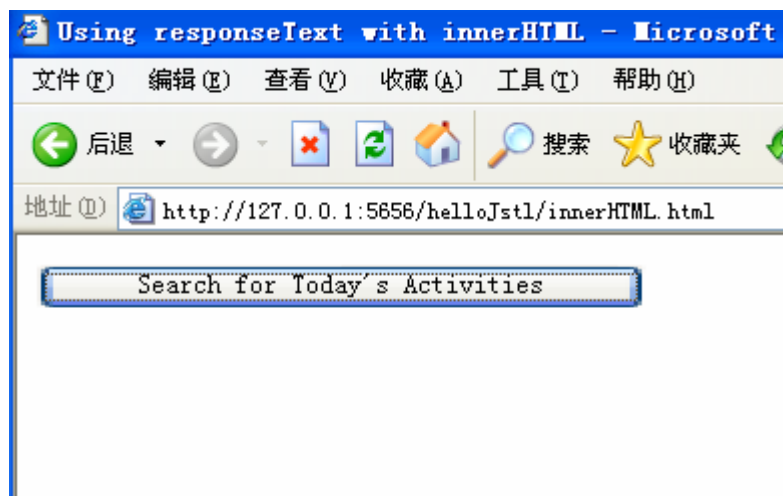 Using responseText with innerHTML - Microsoft
文件(F) 编辑(E) 查看(V) 收藏(A) 工具(T) 帮助(H)
后退 搜索 收藏夹
地址(D) http://127.0.0.1:5656/helloJstl/innerHTML.html
Search for Today's Activities